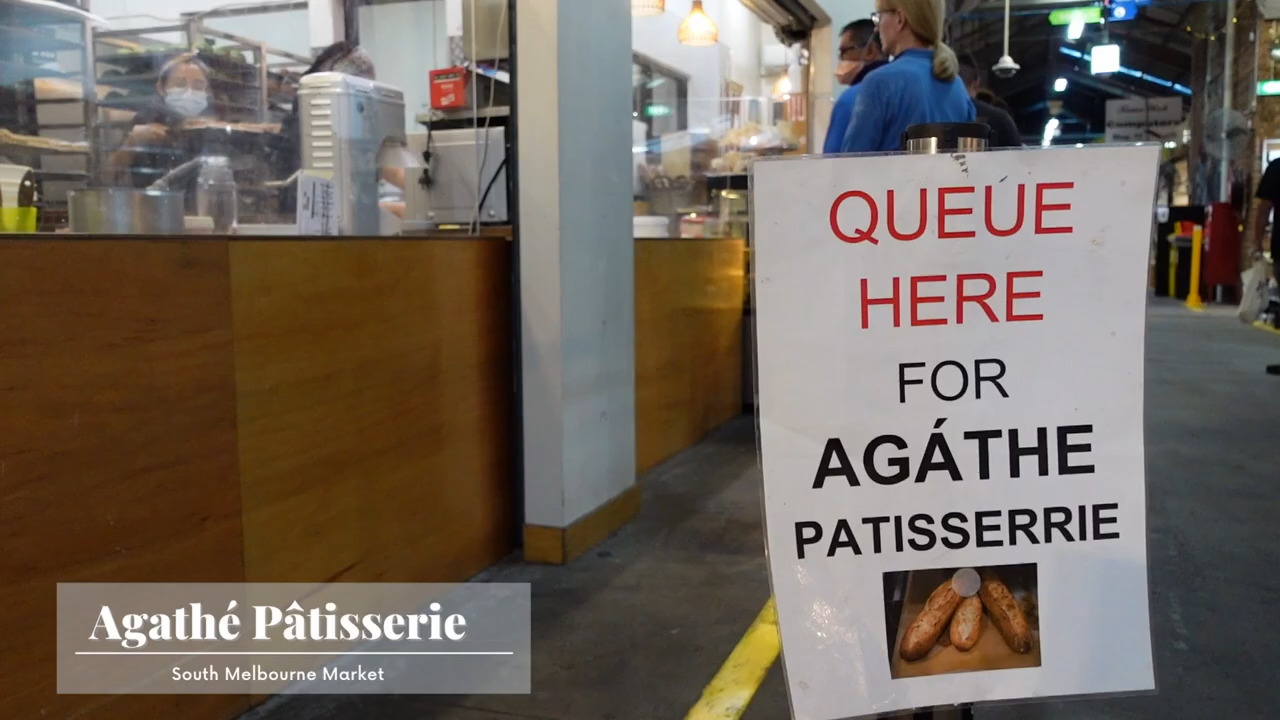 QUEUE
HERE
FOR
AGÁTHE
PATISSERRIE
Agathé Pâtisserie
South Melbourne Market